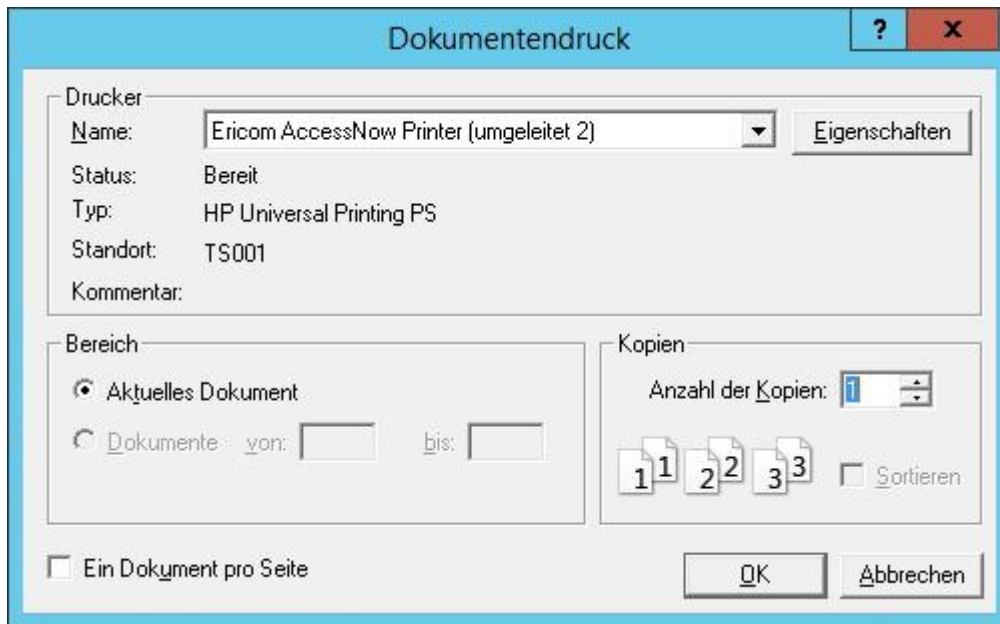 Dokumentendruck
? x
Drucker
Name: Ericom AccessNow Printer (umgeleitet 2) Eigenschaften
Status: Bereit
Typ: HP Universal Printing PS
Standort: TS001
Kommentar:
Bereich
Aktuelles Dokument
Dokumente von: bis:
Kopien
Anzahl der Kopien: 1
1 1 2 2 3 3 Sortieren
Ein Dokument pro Seite
OK Abbrechen